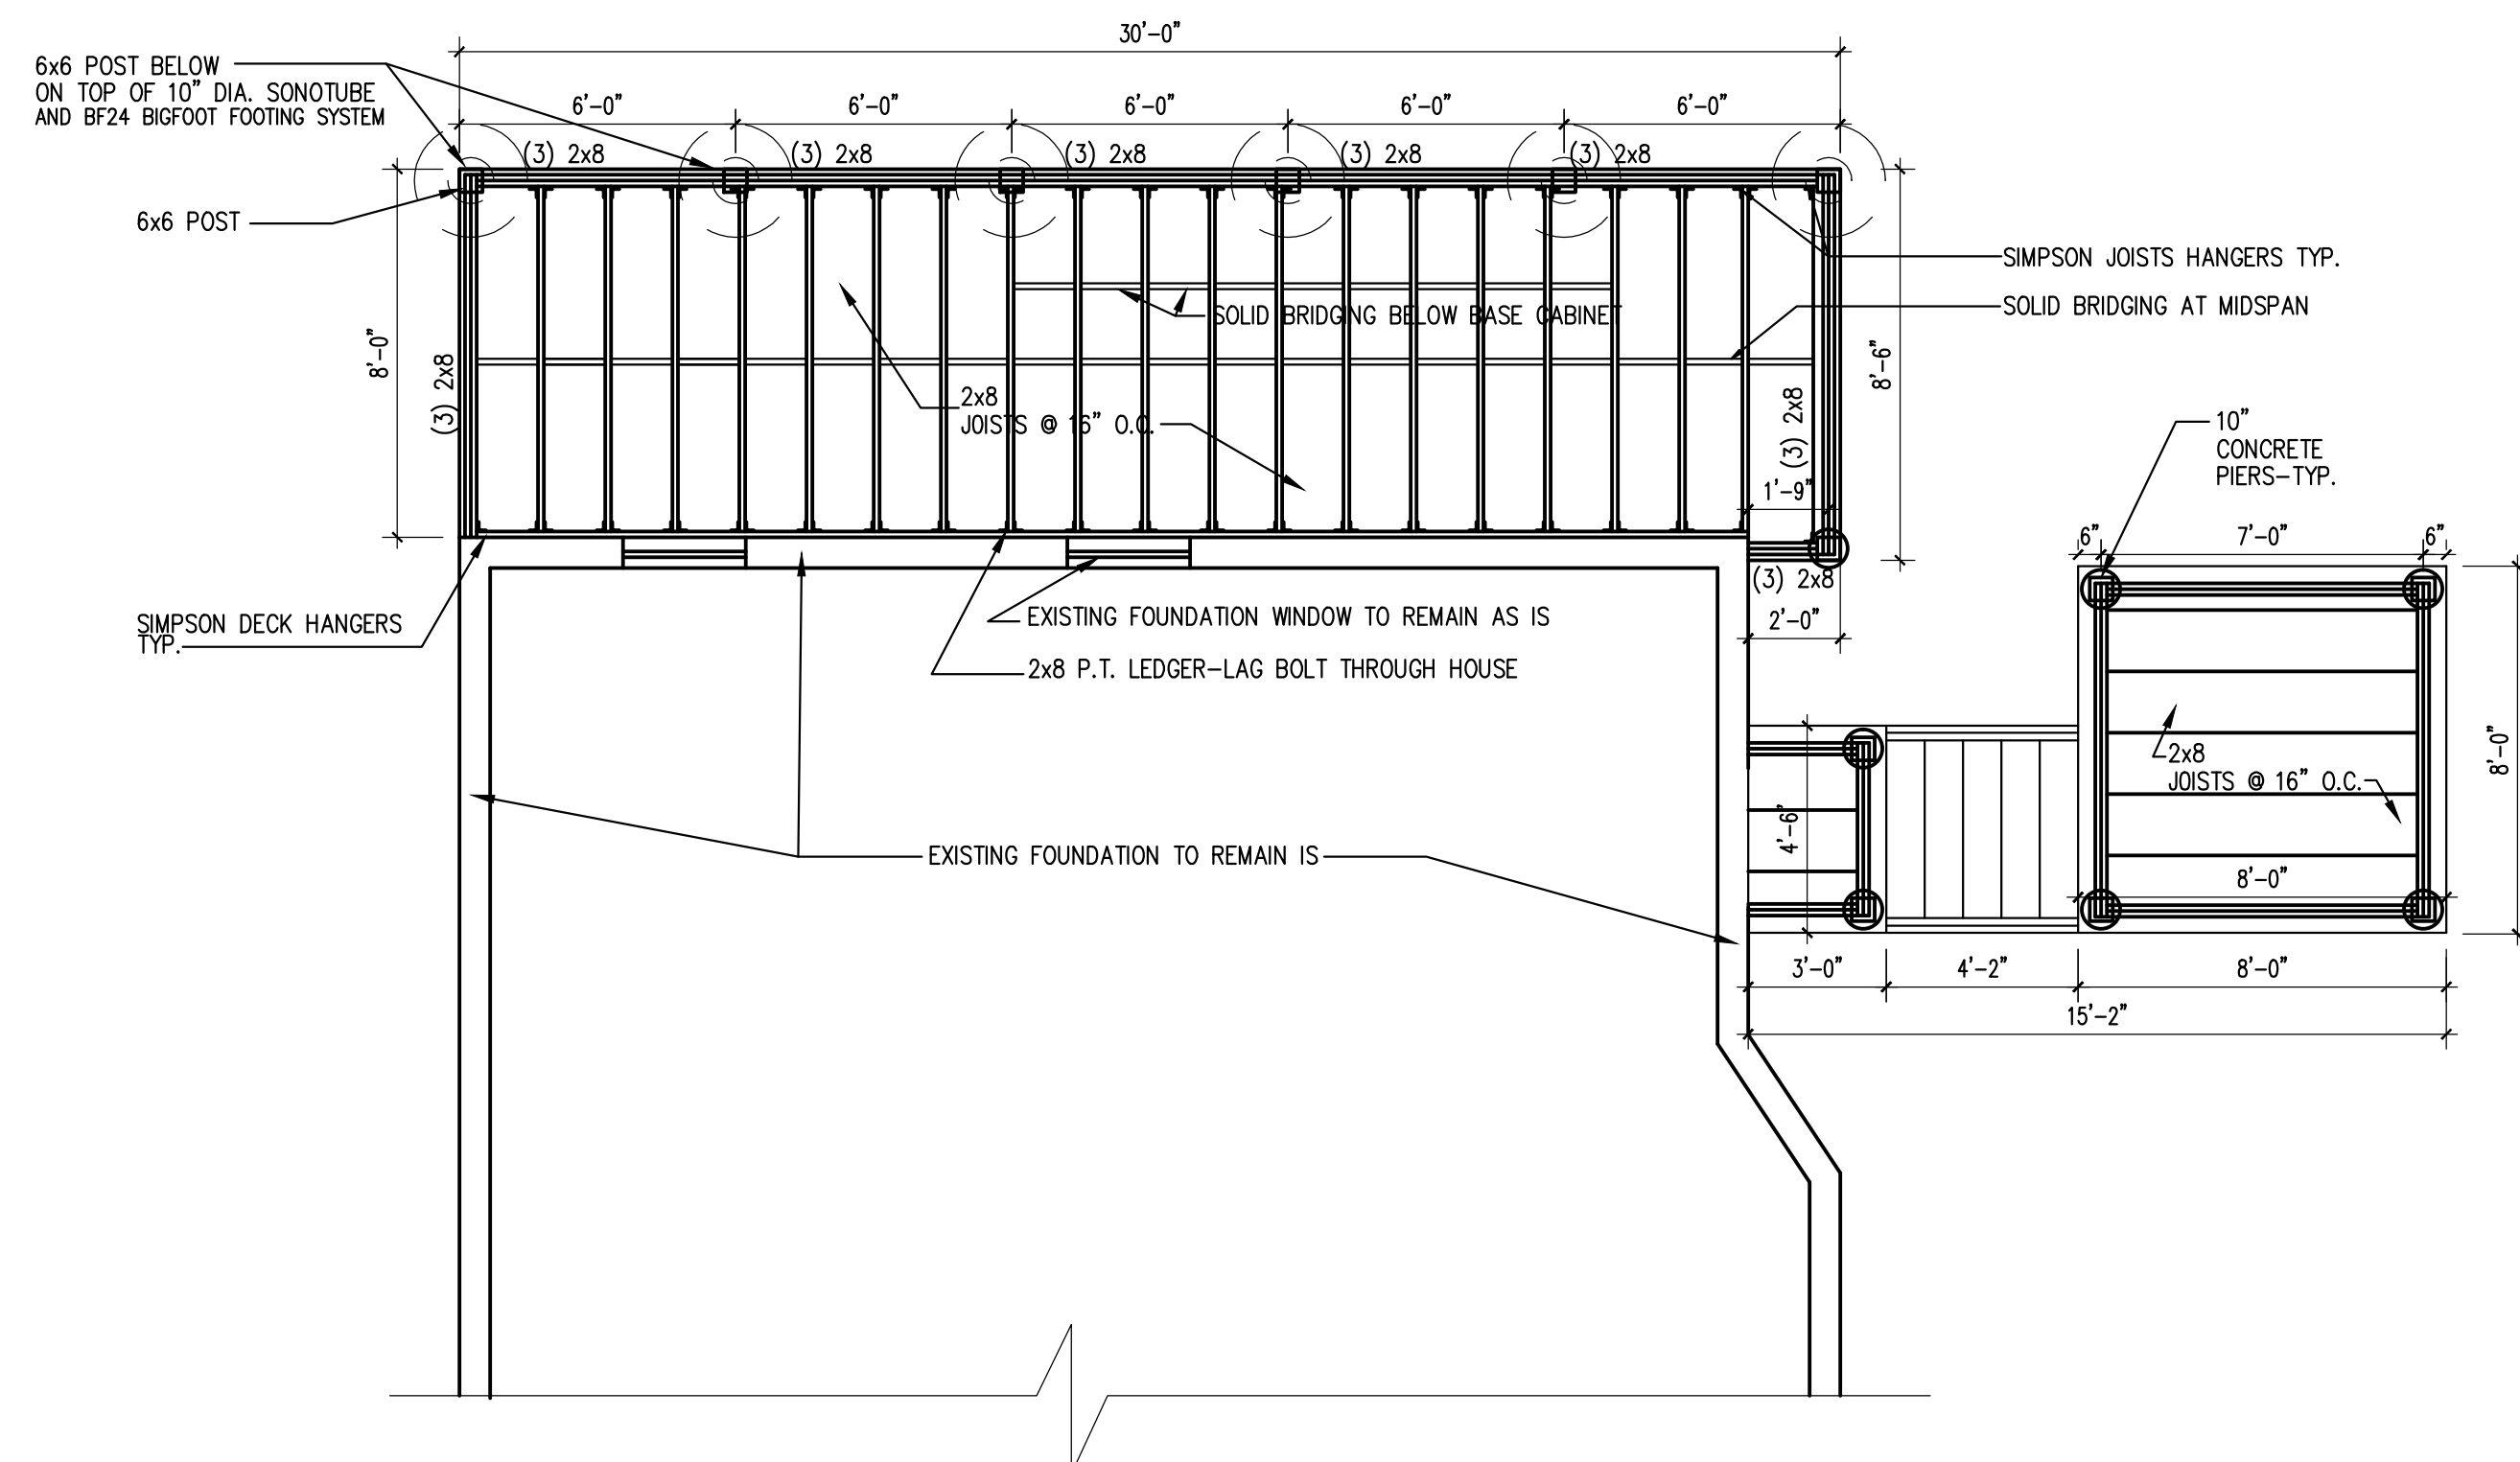 30'-0"
6x6 POST BELOW
ON TOP OF 10" DIA. SONOTUBE
AND BF24 BIGFOOT FOOTING SYSTEM
6'-0"
6'-0"
6'-0"
6'-0"
6'-0"
(3) 2x8
(3) 2x8
(3) 2x8
(3) 2x8
(3) 2x8
6x6 POST
SIMPSON JOISTS HANGERS TYP.
SOLID BRIDGING AT MIDSPAN
SOLID BRIDGING BELOW BASE CABINET
8'-0"
(3) 2x8
8'-6"
2x8
JOISTS @ 16" O.C.
(3) 2x8
1'-9"
10"
CONCRETE
PIERS-TYP.
6"
7'-0"
6"
(3) 2x8
2'-0"
SIMPSON DECK HANGERS
TYP.
EXISTING FOUNDATION WINDOW TO REMAIN AS IS
2x8 P.T. LEDGER-LAG BOLT THROUGH HOUSE
2x8
JOISTS @ 16" O.C.
8'-0"
4'-6"
EXISTING FOUNDATION TO REMAIN IS
8'-0"
3'-0"
4'-2"
8'-0"
15'-2"